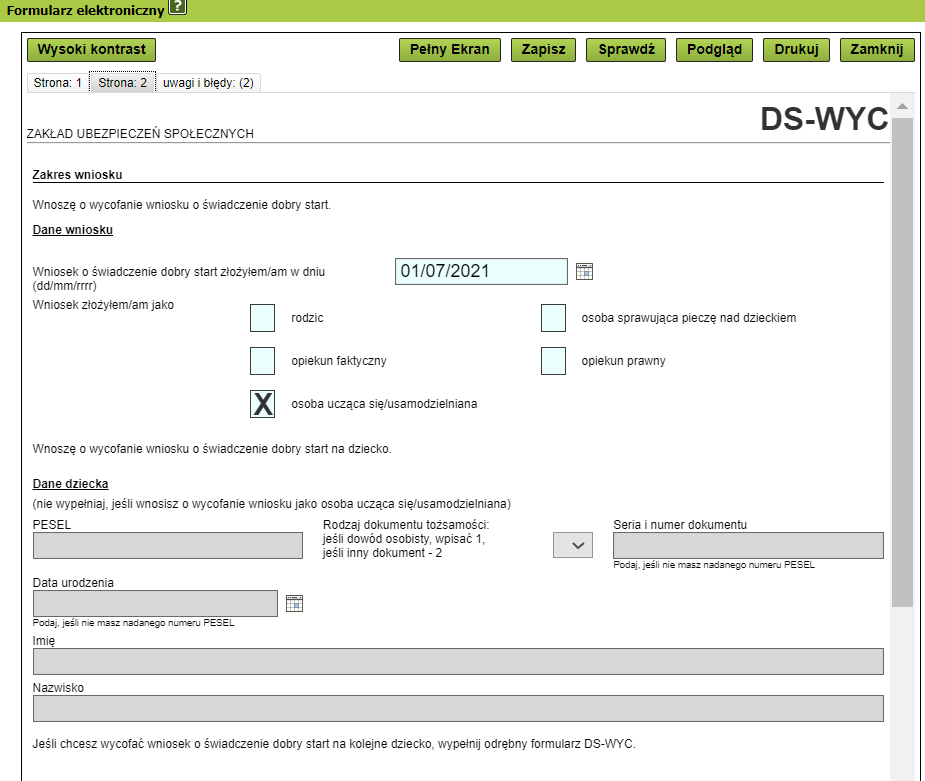 Formularz elektroniczny ?
Wysoki kontrast Pełny Ekran Zapisz Sprawdź Podgląd Drukuj Zamknij
Strona: 1 Strona: 2 uwagi i błędy: (2)
DS-WYC
ZAKŁAD UBEZPIECZEŃ SPOŁECZNYCH
Zakres wniosku
Wnoszę o wycofanie wniosku o świadczenie dobry start.
Dane wniosku
Wniosek o świadczenie dobry start złożyłem/am w dniu 01/07/2021
(dd/mm/rrrr)
Wniosek złożyłem/am jako
rodzic osoba sprawująca pieczę nad dzieckiem
opiekun faktyczny opiekun prawny
X osoba ucząca się/usamodzielniana
Wnoszę o wycofanie wniosku o świadczenie dobry start na dziecko.
Dane dziecka
(nie wypełniaj, jeśli wnosisz o wycofanie wniosku jako osoba ucząca się/usamodzielniana)
PESEL
Rodzaj dokumentu tożsamości:
jeśli dowód osobisty, wpisać 1,
jeśli inny dokument - 2
Seria i numer dokumentu
Podaj, jeśli nie masz nadanego numeru PESEL
Data urodzenia
Podaj, jeśli nie masz nadanego numeru PESEL
Imię
Nazwisko
Jeśli chcesz wycofać wniosek o świadczenie dobry start na kolejne dziecko, wypełnij odrębny formularz DS-WYC.